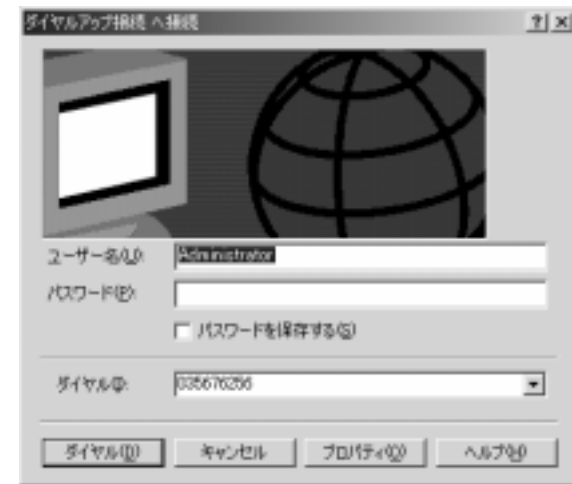 ダイヤルアップ接続 へ接続
ユーザー名(U):
Administrator
パスワード(P):
パスワードを保存する(S)
ダイヤル(I):
035676256
ダイヤル(D)
キャンセル
プロパティ(O)
ヘルプ(H)